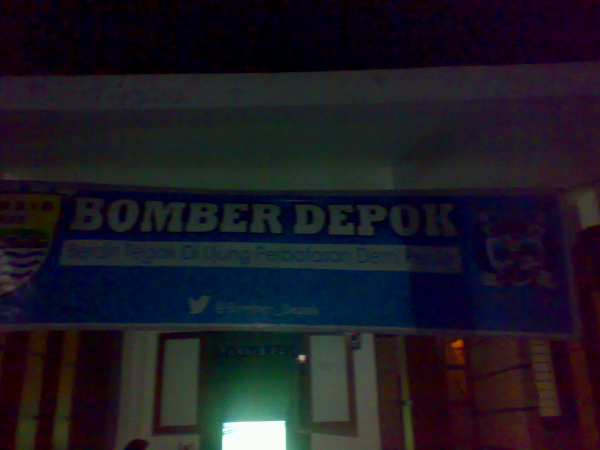 BOMBER DEPOK
Berdiri Tegak Di Ujung Perbatasan Demi Persib
@Bomber_Depok